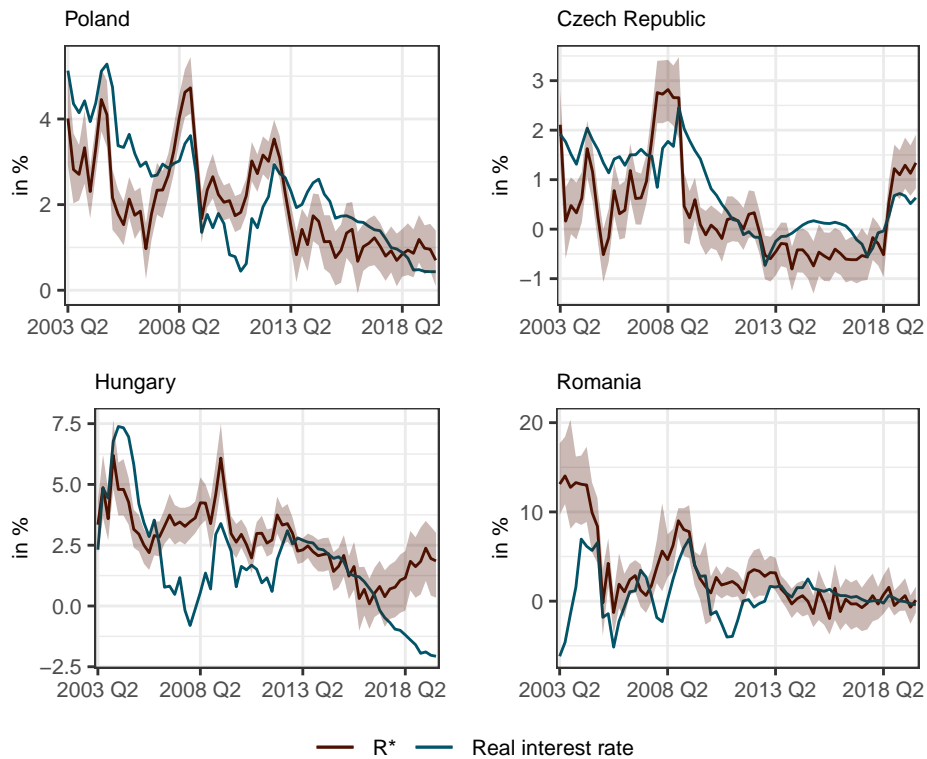 Poland
in %
4
2
0
2003 Q2 2008 Q2 2013 Q2 2018 Q2
Czech Republic
in %
3
2
1
0
−1
2003 Q2 2008 Q2 2013 Q2 2018 Q2
Hungary
in %
7.5
5.0
2.5
0.0
−2.5
2003 Q2 2008 Q2 2013 Q2 2018 Q2
Romania
in %
20
10
0
2003 Q2 2008 Q2 2013 Q2 2018 Q2
R* Real interest rate